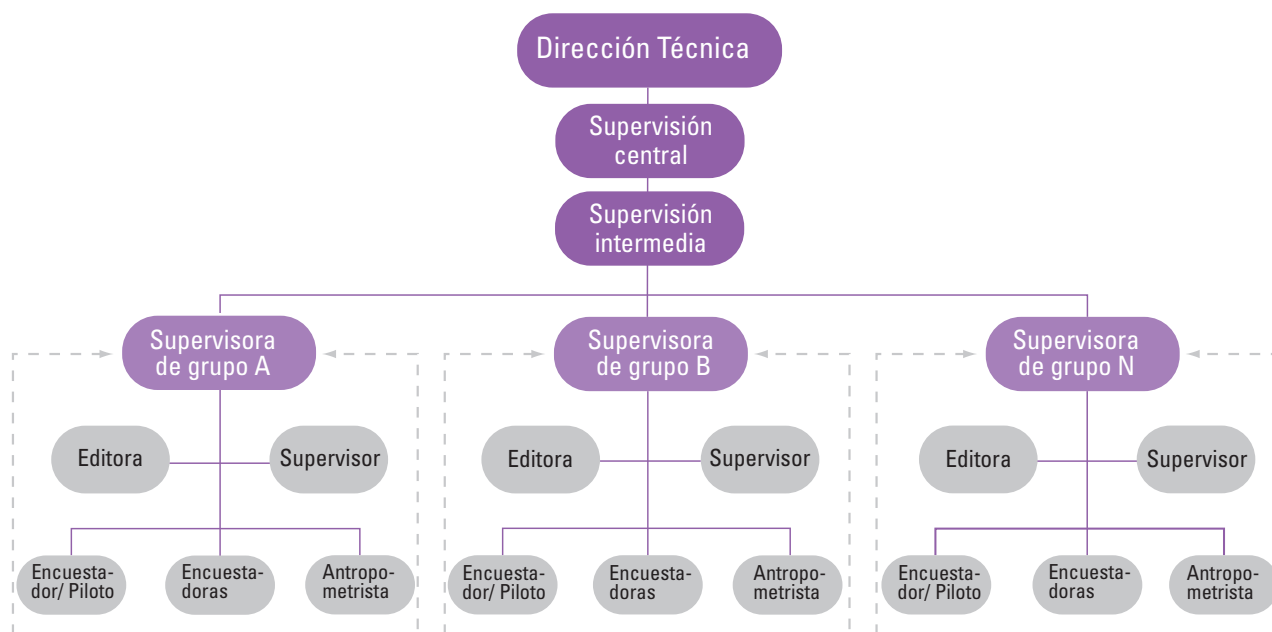 Dirección Técnica
Supervisión
central
Supervisión
intermedia
Supervisora
de grupo A
Supervisora
de grupo B
Supervisora
de grupo N
Editora
Supervisor
Editora
Supervisor
Editora
Supervisor
Encuesta-
dor/ Piloto
Encuesta-
doras
Antropo-
metrista
Encuesta-
dor/ Piloto
Encuesta-
doras
Antropo-
metrista
Encuesta-
dor/ Piloto
Encuesta-
doras
Antropo-
metrista